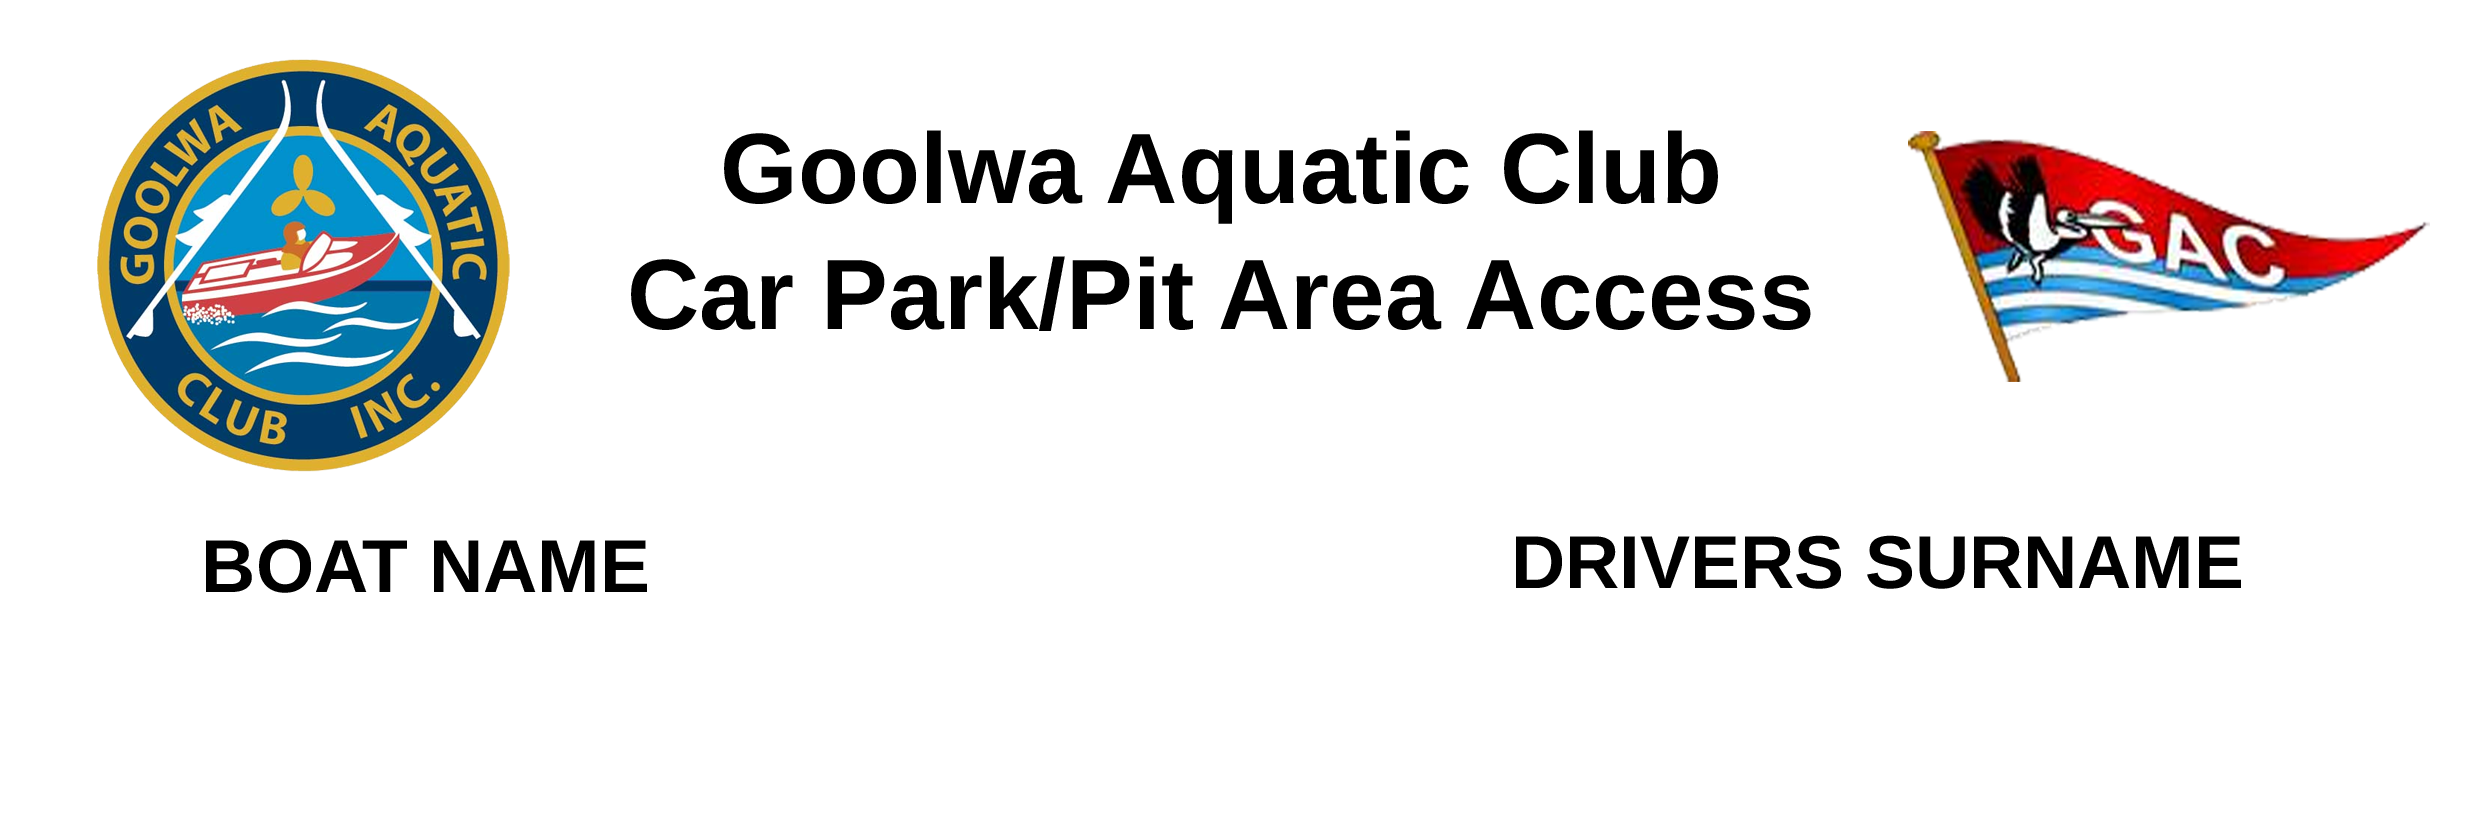 GOOLWA AQUATIC
CLUB INC.
Goolwa Aquatic Club
Car Park/Pit Area Access
GAC
BOAT NAME
DRIVERS SURNAME